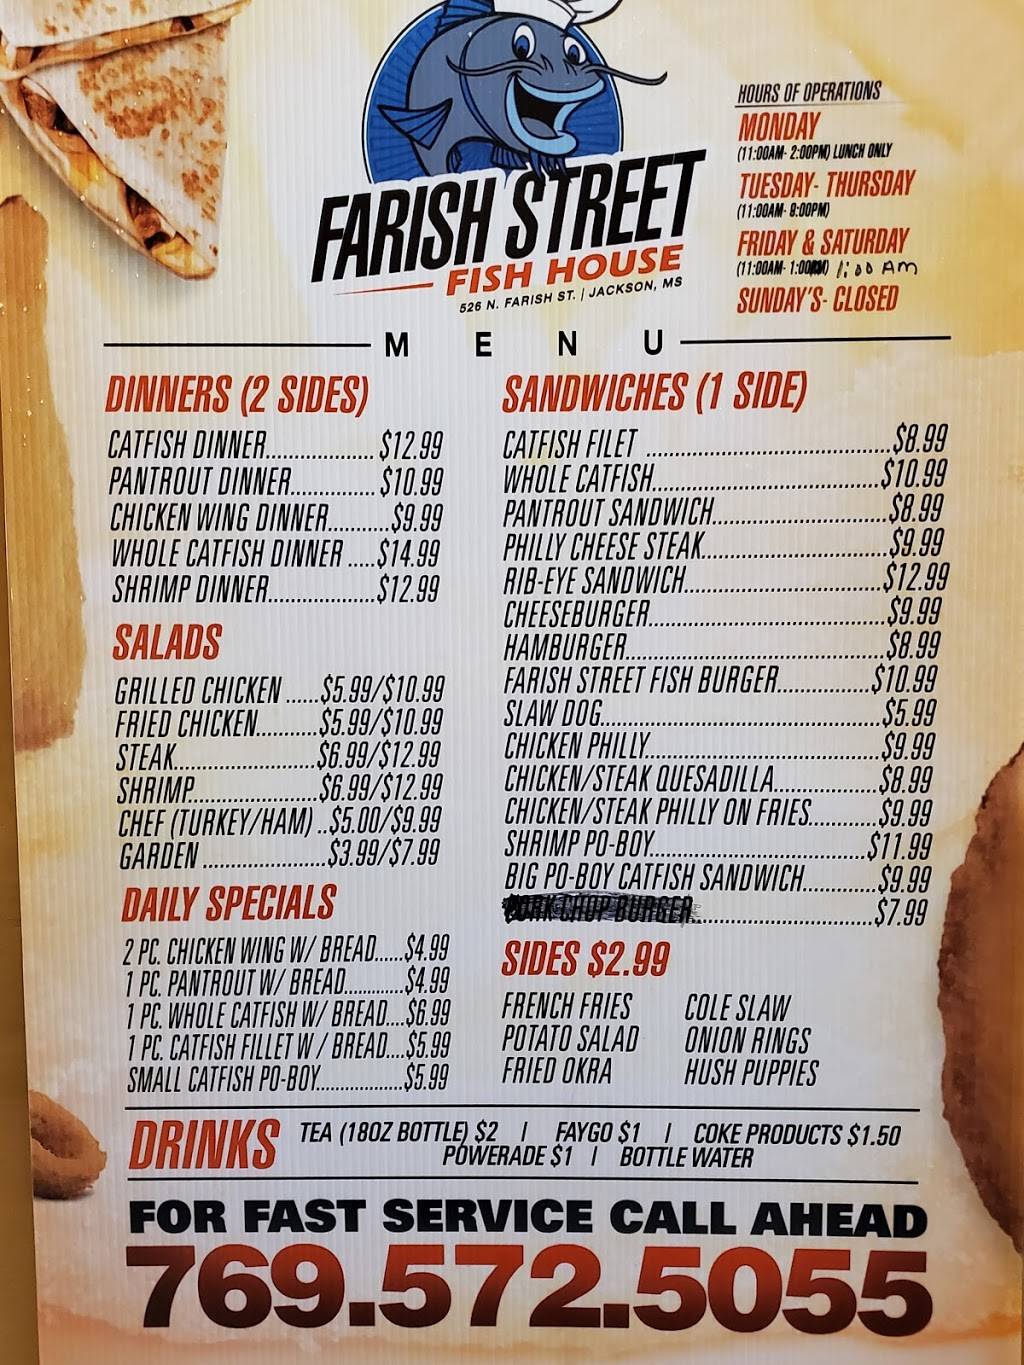 FARISH STREET
FISH HOUSE
526 N. FARISH ST. | JACKSON, MS
HOURS OF OPERATIONS
MONDAY
(11:00AM- 2:00PM) LUNCH ONLY
TUESDAY- THURSDAY
(11:00AM- 9:00PM)
FRIDAY & SATURDAY
(11:00AM- 1:00 1:00 AM
SUNDAY'S- CLOSED
MENU
DINNERS (2 SIDES)
CATFISH DINNER.................... $12.99
PANTROUT DINNER................ $10.99
CHICKEN WING DINNER...........$9.99
WHOLE CATFISH DINNER .....$14.99
SHRIMP DINNER....................$12.99
SALADS
GRILLED CHICKEN ......$5.99/$10.99
FRIED CHICKEN...........$5.99/$10.99
STEAK..........................$6.99/$12.99
SHRIMP........................$6.99/$12.99
CHEF (TURKEY/HAM) ..$5.00/$9.99
GARDEN .......................$3.99/$7.99
DAILY SPECIALS
2 PC. CHICKEN WING W/ BREAD......$4.99
1 PC. PANTROUT W/ BREAD.............$4.99
1 PC. WHOLE CATFISH W/ BREAD....$6.99
1 PC. CATFISH FILLET W / BREAD....$5.99
SMALL CATFISH PO-BOY..................$5.99
SANDWICHES (1 SIDE)
CATFISH FILET .............................................$8.99
WHOLE CATFISH..........................................$10.99
PANTROUT SANDWICH................................$8.99
PHILLY CHEESE STEAK..................................$9.99
RIB-EYE SANDWICH.....................................$12.99
CHEESEBURGER............................................$9.99
HAMBURGER................................................$8.99
FARISH STREET FISH BURGER.................$10.99
SLAW DOG....................................................$5.99
CHICKEN PHILLY...........................................$9.99
CHICKEN/STEAK QUESADILLA...................$8.99
CHICKEN/STEAK PHILLY ON FRIES.............$9.99
SHRIMP PO-BOY........................................$11.99
BIG PO-BOY CATFISH SANDWICH..............$9.99
PORK CHOP BURGER..................................$7.99
SIDES $2.99
FRENCH FRIES COLE SLAW
POTATO SALAD ONION RINGS
FRIED OKRA HUSH PUPPIES
DRINKS
TEA (18OZ BOTTLE) $2 | FAYGO $1 | COKE PRODUCTS $1.50
POWERADE $1 | BOTTLE WATER
FOR FAST SERVICE CALL AHEAD
769.572.5055